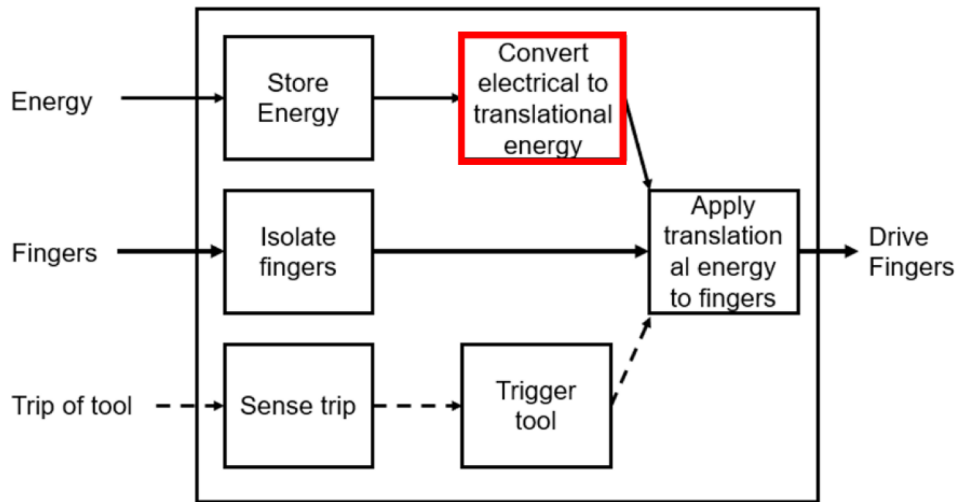 Energy
Store
Energy
Convert
electrical to
translational
energy
Fingers
Isolate
fingers
Apply
translation
al energy
to fingers
Drive
Fingers
Trip of tool
Sense trip
Trigger
tool